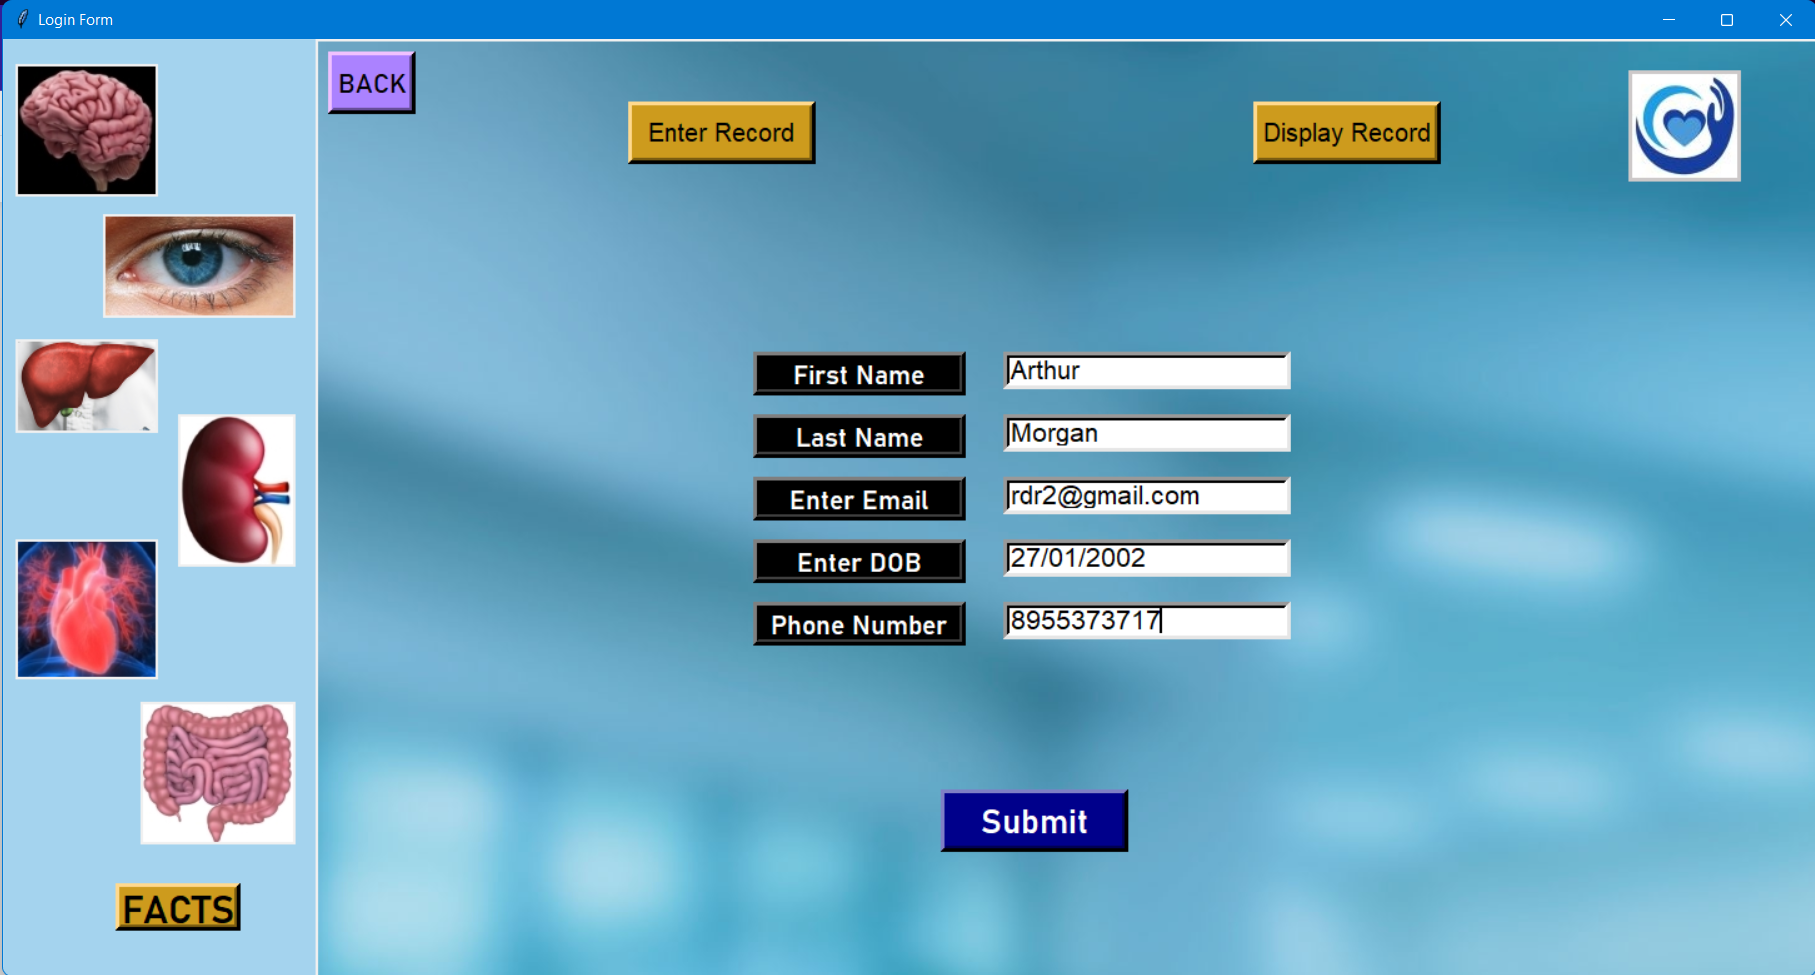 Login Form
BACK
Enter Record
Display Record
First Name
Arthur
Last Name
Morgan
Enter Email
rdr2@gmail.com
Enter DOB
27/01/2002
Phone Number
8955373717
Submit
FACTS